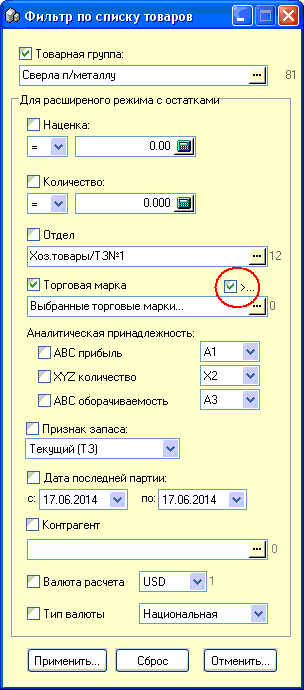 Фильтр по списку товаров
Товарная группа:
Сверла п/металлу ... 81
Для расширеного режима с остатками
Наценка:
= 0.00
Количество:
= 0.000
Отдел
Хоз.товары/ТЗ№1 ... 12
Торговая марка >...
Выбранные торговые марки... ... 0
Аналитическая принадлежность:
ABC прибыль A1
XYZ количество X2
ABC оборачиваемость A3
Признак запаса:
Текущий (ТЗ)
Дата последней партии:
с: 17.06.2014 по: 17.06.2014
Контрагент
... 0
Валюта расчета USD 1
Тип валюты Национальная
Применить... Сброс Отменить...